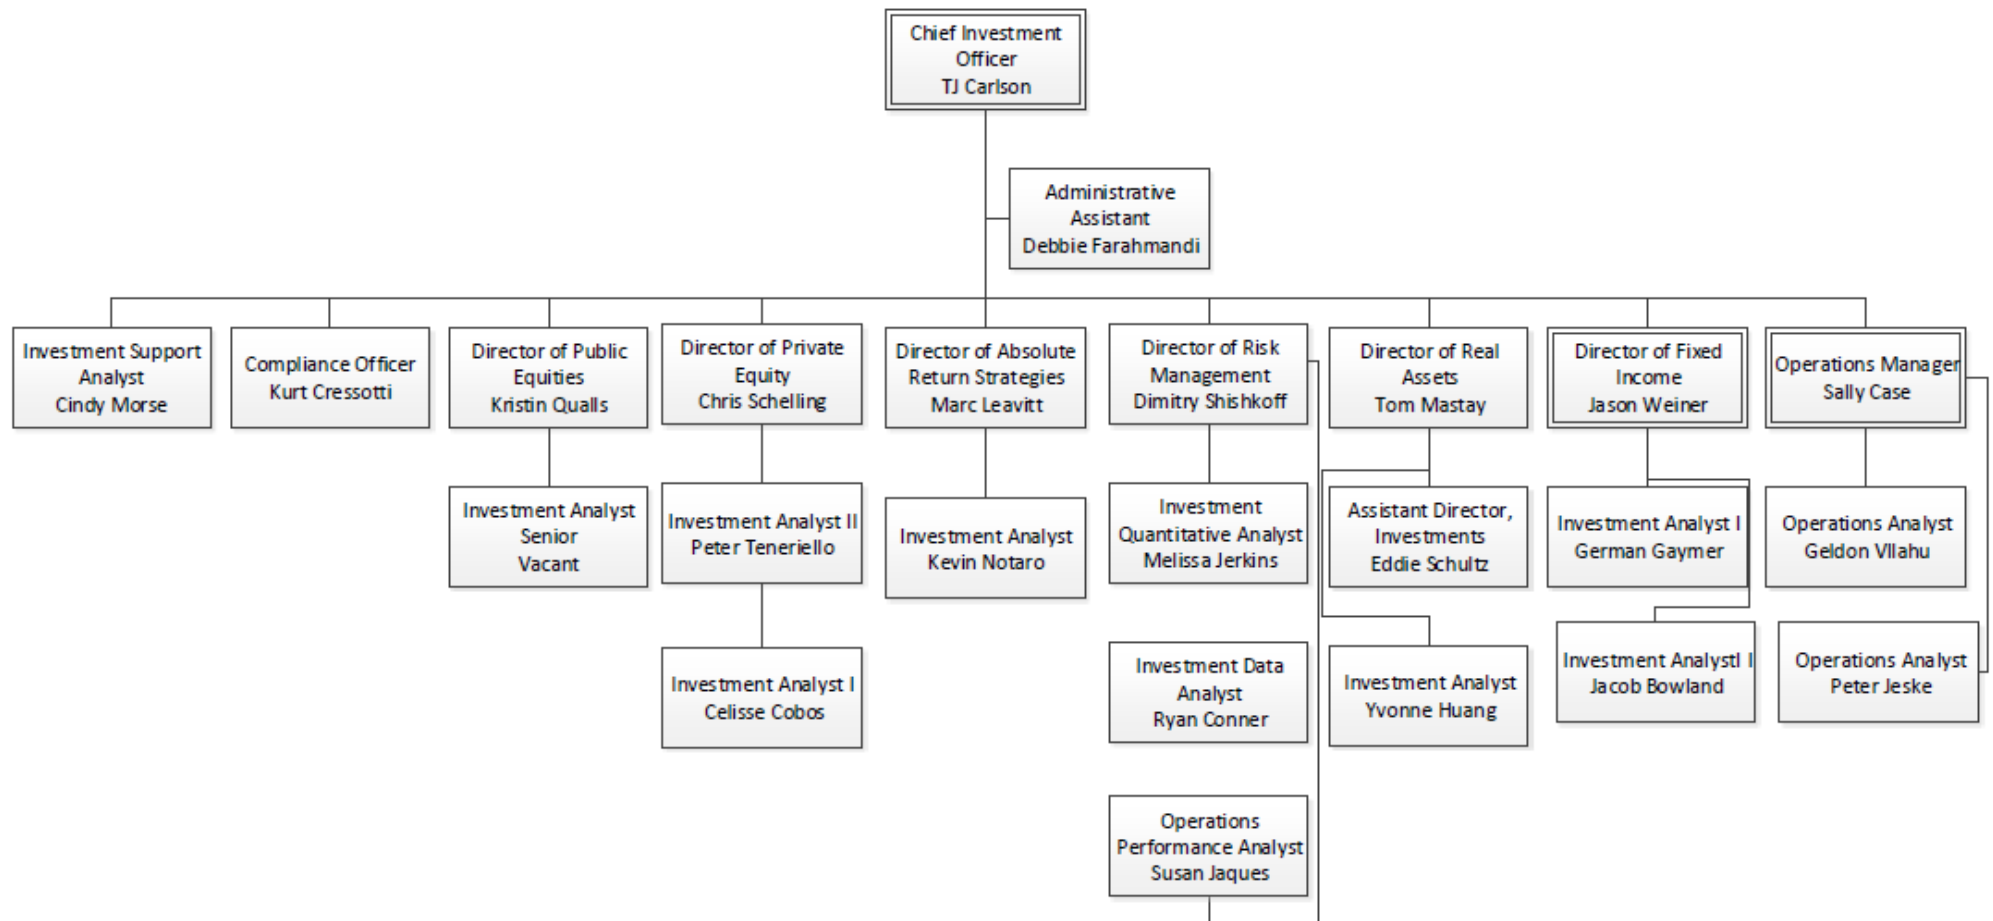 Chief Investment
Officer
TJ Carlson
Administrative
Assistant
Debbie Farahmandi
Investment Support
Analyst
Cindy Morse
Compliance Officer
Kurt Cressotti
Director of Public
Equities
Kristin Qualls
Director of Private
Equity
Chris Schelling
Director of Absolute
Return Strategies
Marc Leavitt
Director of Risk
Management
Dimitry Shishkoff
Director of Real
Assets
Tom Mastay
Director of Fixed
Income
Jason Weiner
Operations Manager
Sally Case
Investment Analyst
Senior
Vacant
Investment Analyst II
Peter Teneriello
Investment Analyst
Kevin Notaro
Investment
Quantitative Analyst
Melissa Jerkins
Assistant Director,
Investments
Eddie Schultz
Investment Analyst I
German Gaymer
Operations Analyst
Geldon Vllahu
Investment Analyst I
Celisse Cobos
Investment Data
Analyst
Ryan Conner
Investment Analyst
Yvonne Huang
Investment AnalystI I
Jacob Bowland
Operations Analyst
Peter Jeske
Operations
Performance Analyst
Susan Jaques